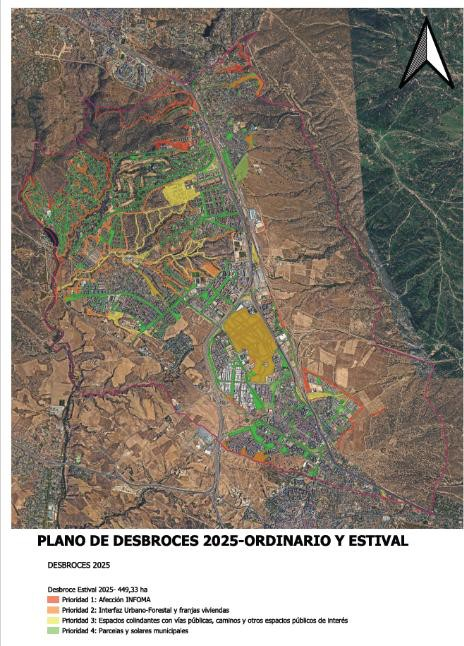 PLANO DE DESBROCES 2025-ORDINARIO Y ESTIVAL
DESBROCES 2025
Desbroce Estival 2025- 449,33 ha
Prioridad 1: Afección INFOMA
Prioridad 2: Interfaz Urbano-Forestal y franjas viviendas
Prioridad 3: Espacios colindantes con vías públicas, caminos y otros espacios públicos de interés
Prioridad 4: Parcelas y solares municipales